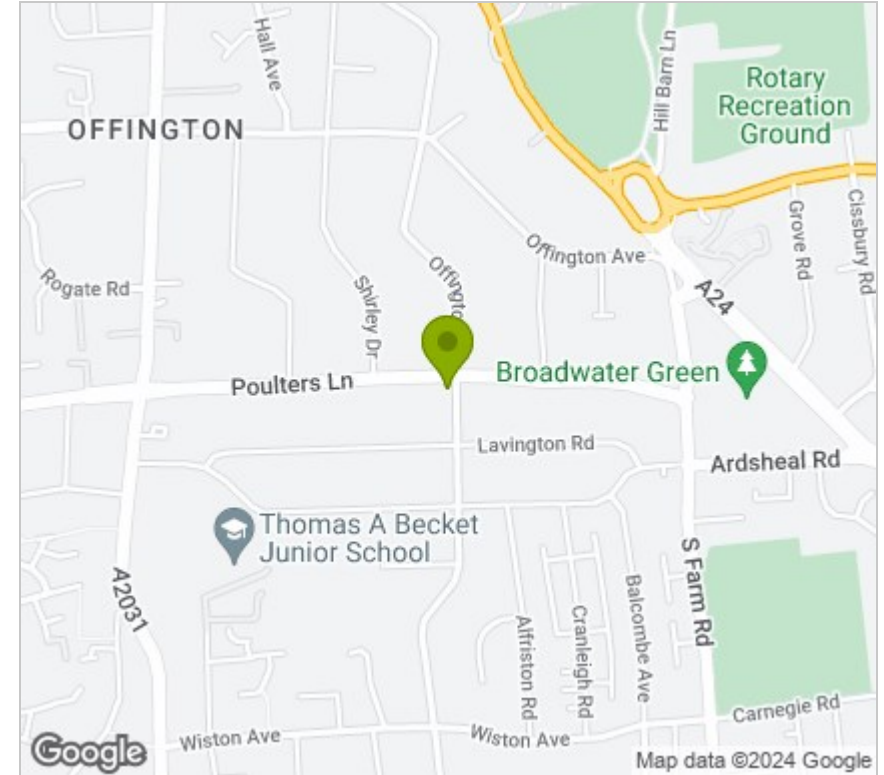 Hall Ave
Hill Barn Ln
Rotary
Recreation
Ground
OFFINGTON
Cissbury Rd
Grove Rd
Offington Ave
Rogate Rd
Shirley Dr
Offingto
A24
Broadwater Green
Poulters Ln
Lavington Rd
Ardsheal Rd
Thomas A Becket
Junior School
A2031
S Farm Rd
Balcombe Ave
Cranleigh Rd
Alfriston Rd
Carnegie Rd
Wiston Ave
Wiston Ave
Google
Map data ©2024 Google